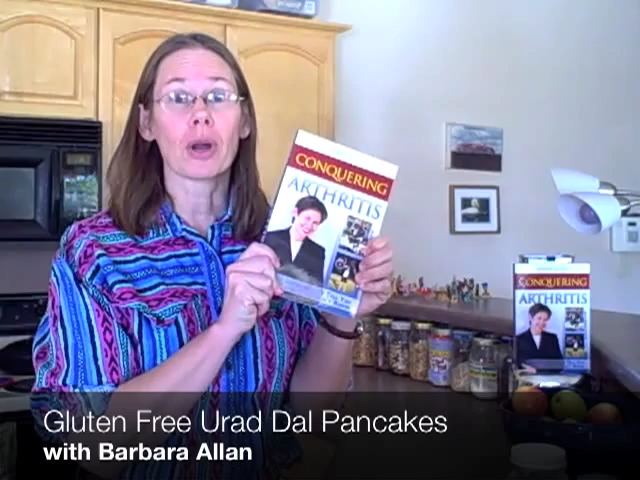 CONQUERING
ARTHRITIS
CONQUERING
ARTHRITIS
Gluten Free Urad Dal Pancakes
with Barbara Allan